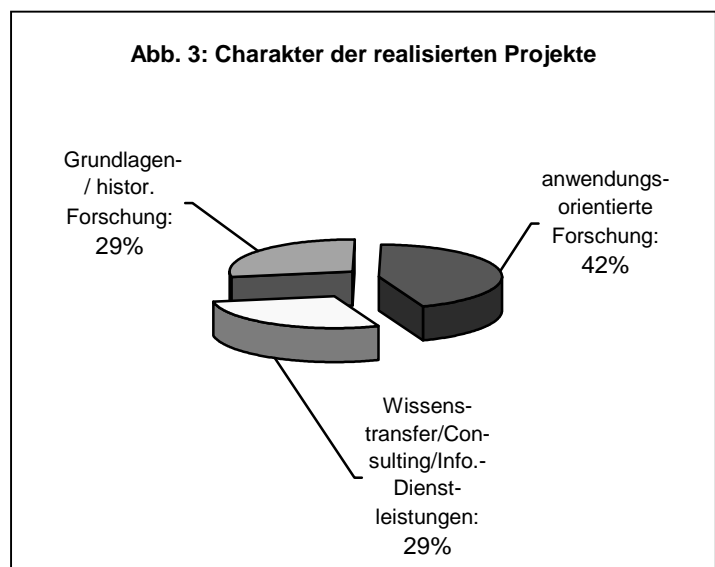 Abb. 3: Charakter der realisierten Projekte
Grundlagen-
/ histor.
Forschung:
29%
anwendungs-
orientierte
Forschung:
42%
Wissens-
transfer/Con-
sulting/Info.-
Dienst-
leistungen:
29%